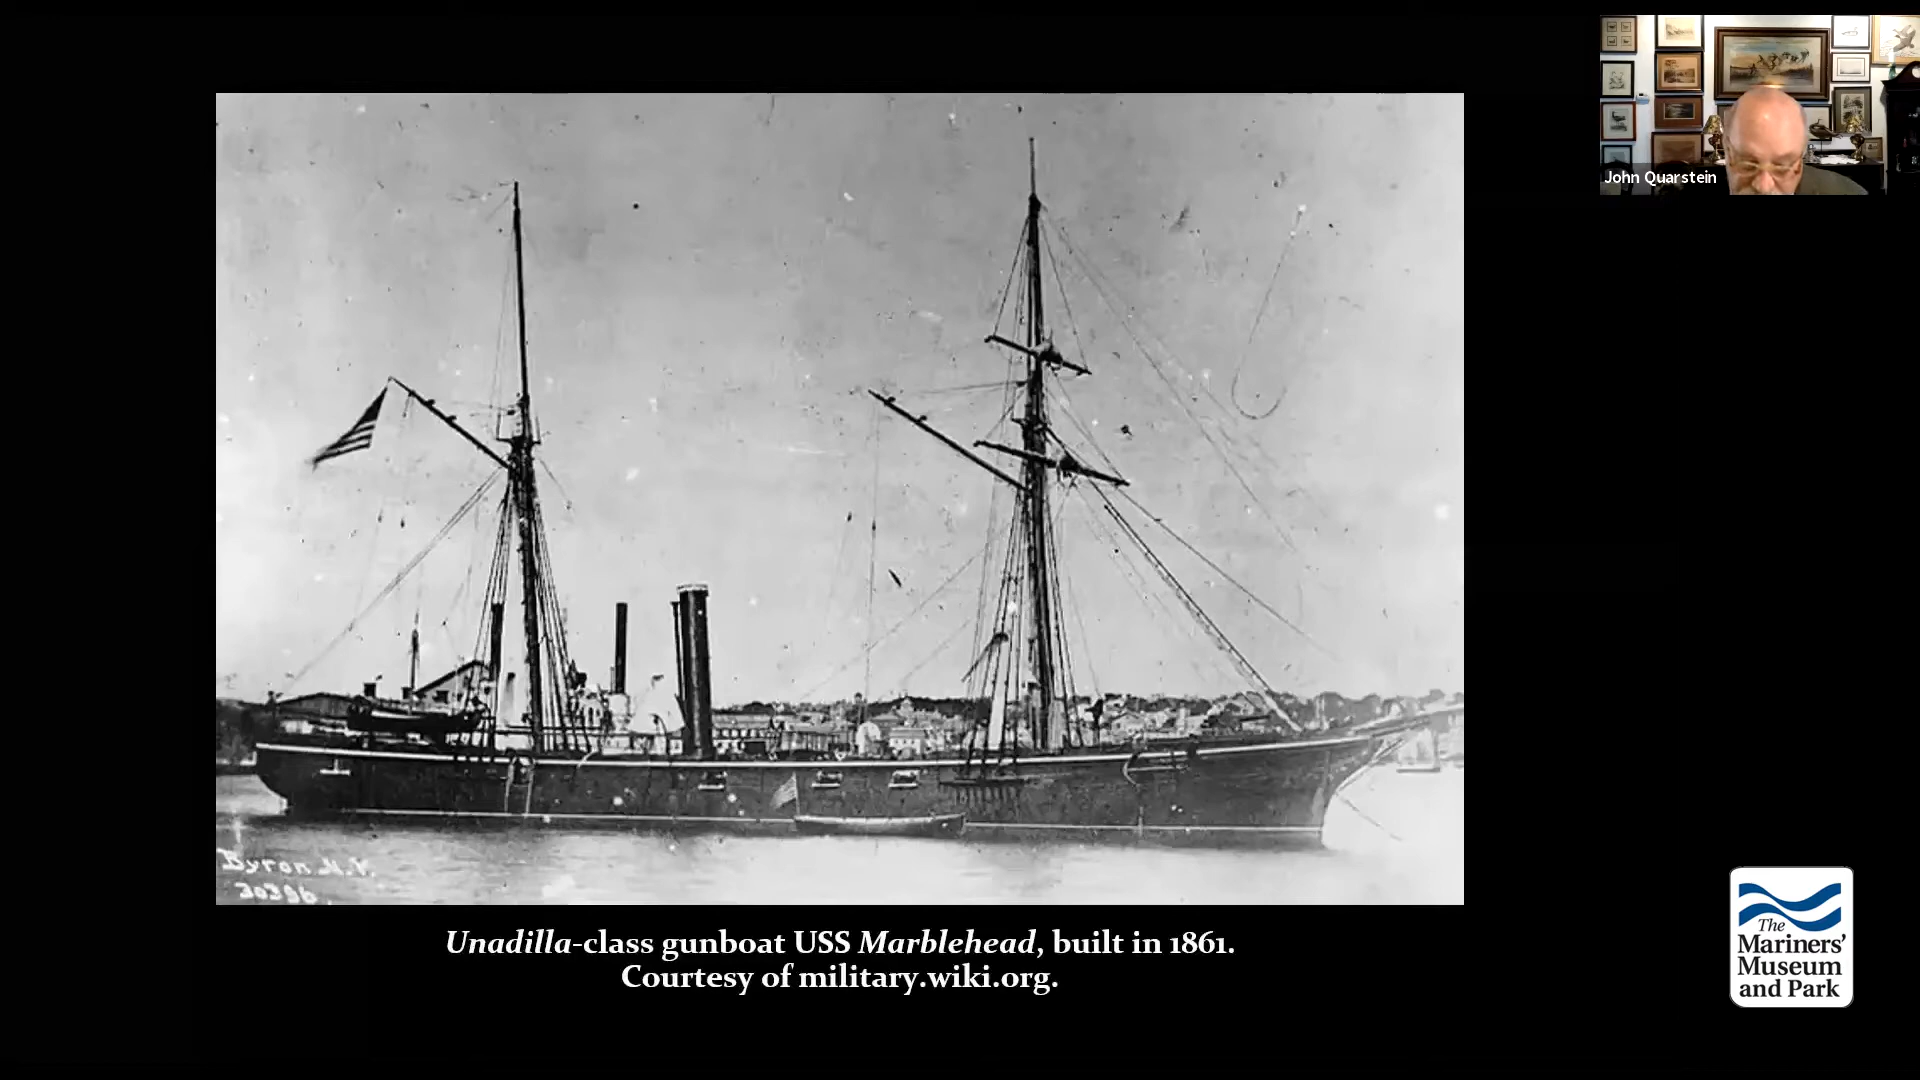 John Quarstein
Byron N.Y.
30396.
Unadilla-class gunboat USS Marblehead, built in 1861.
Courtesy of military.wiki.org.
The
Mariners'
Museum
and Park